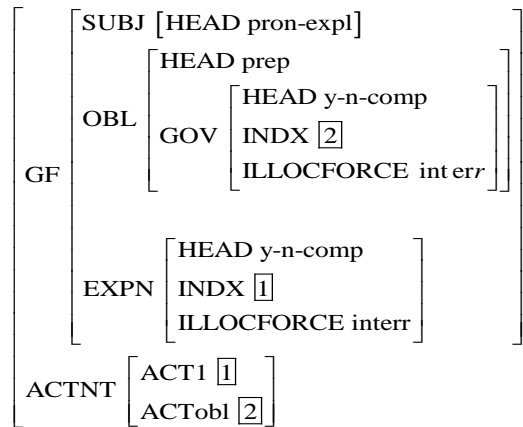 SUBJ [HEAD pron-expl]
HEAD prep
OBL
HEAD y-n-comp
GOV INDX 2
ILLOCFORCE interr
GF
HEAD y-n-comp
EXPN INDX 1
ILLOCFORCE interr
ACT1 1
ACTNT
ACTobl 2